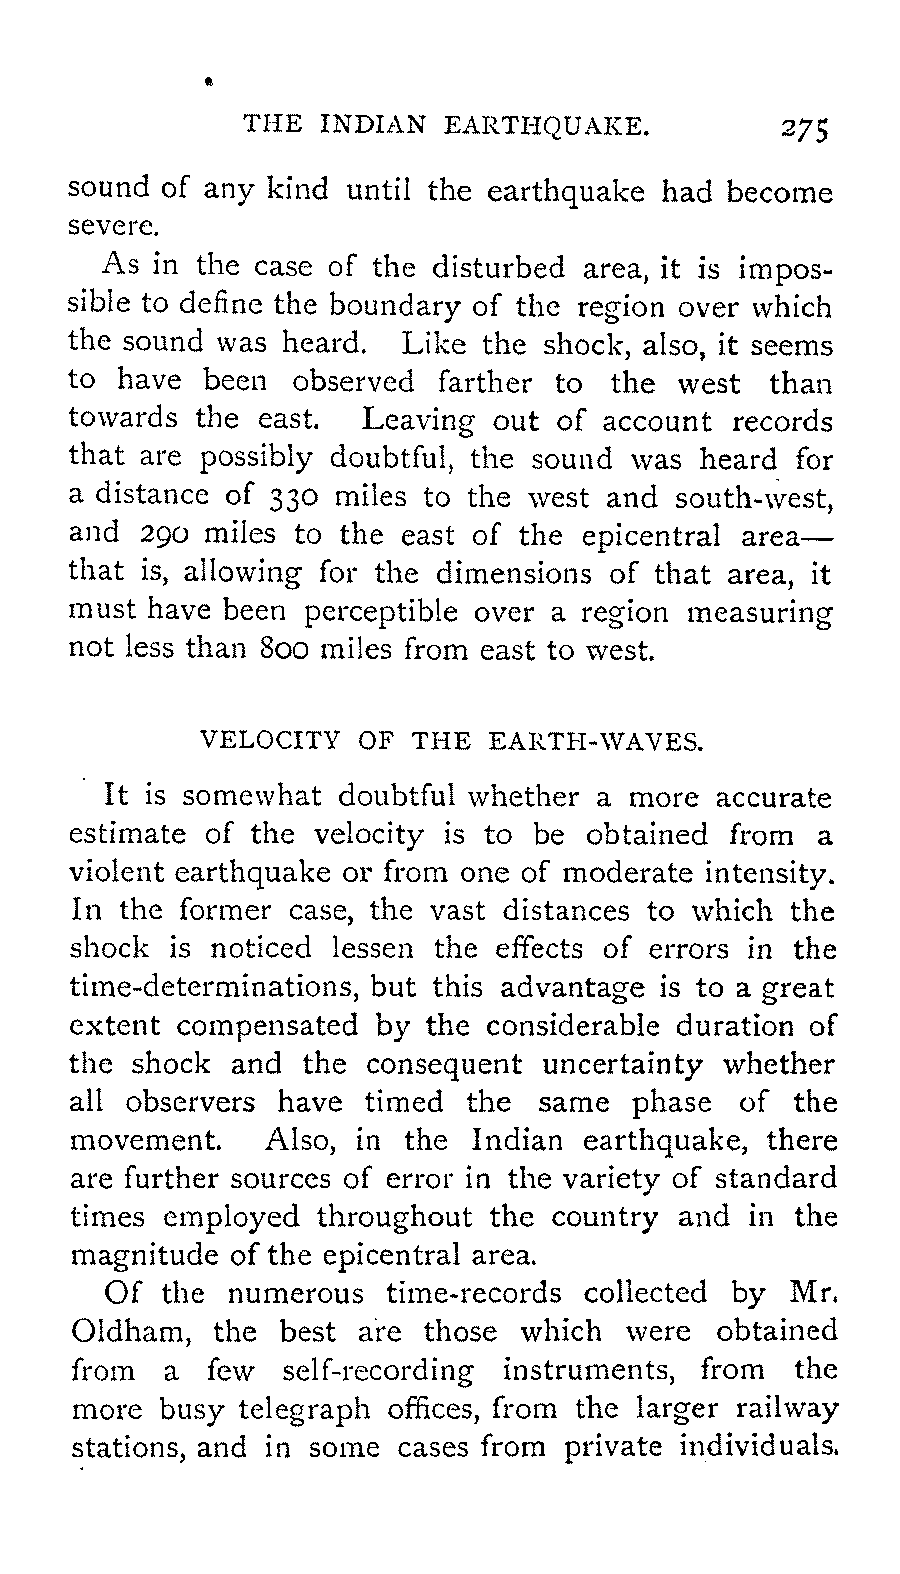 THE INDIAN EARTHQUAKE. 275
sound of any kind until the earthquake had become
severe.
As in the case of the disturbed area, it is impos-
sible to define the boundary of the region over which
the sound was heard. Like the shock, also, it seems
to have been observed farther to the west than
towards the east. Leaving out of account records
that are possibly doubtful, the sound was heard for
a distance of 330 miles to the west and south-west,
and 290 miles to the east of the epicentral area—
that is, allowing for the dimensions of that area, it
must have been perceptible over a region measuring
not less than 800 miles from east to west.
VELOCITY OF THE EARTH-WAVES.
It is somewhat doubtful whether a more accurate
estimate of the velocity is to be obtained from a
violent earthquake or from one of moderate intensity.
In the former case, the vast distances to which the
shock is noticed lessen the effects of errors in the
time-determinations, but this advantage is to a great
extent compensated by the considerable duration of
the shock and the consequent uncertainty whether
all observers have timed the same phase of the
movement. Also, in the Indian earthquake, there
are further sources of error in the variety of standard
times employed throughout the country and in the
magnitude of the epicentral area.
Of the numerous time-records collected by Mr.
Oldham, the best are those which were obtained
from a few self-recording instruments, from the
more busy telegraph offices, from the larger railway
stations, and in some cases from private individuals.